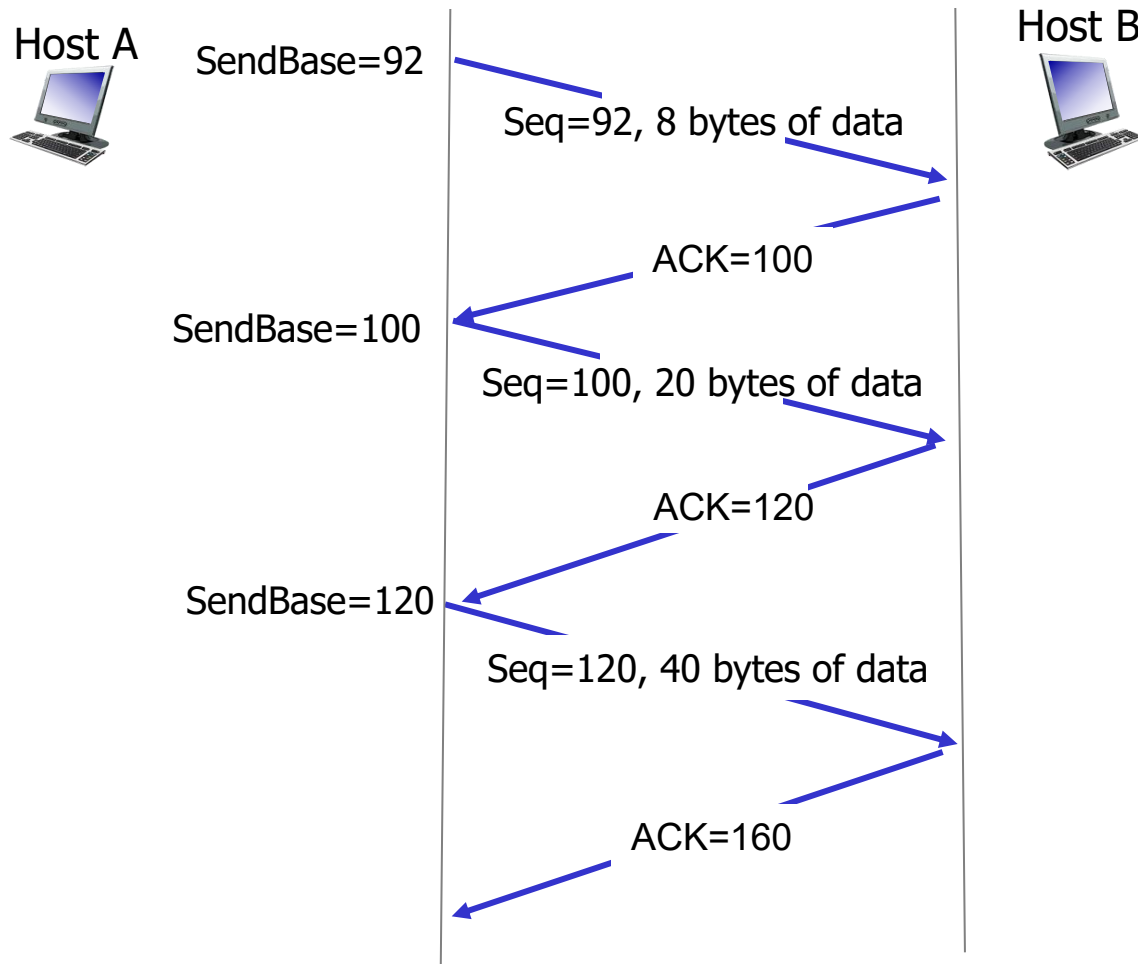 Host A
Host B
SendBase=92
Seq=92, 8 bytes of data
ACK=100
SendBase=100
Seq=100, 20 bytes of data
ACK=120
SendBase=120
Seq=120, 40 bytes of data
ACK=160